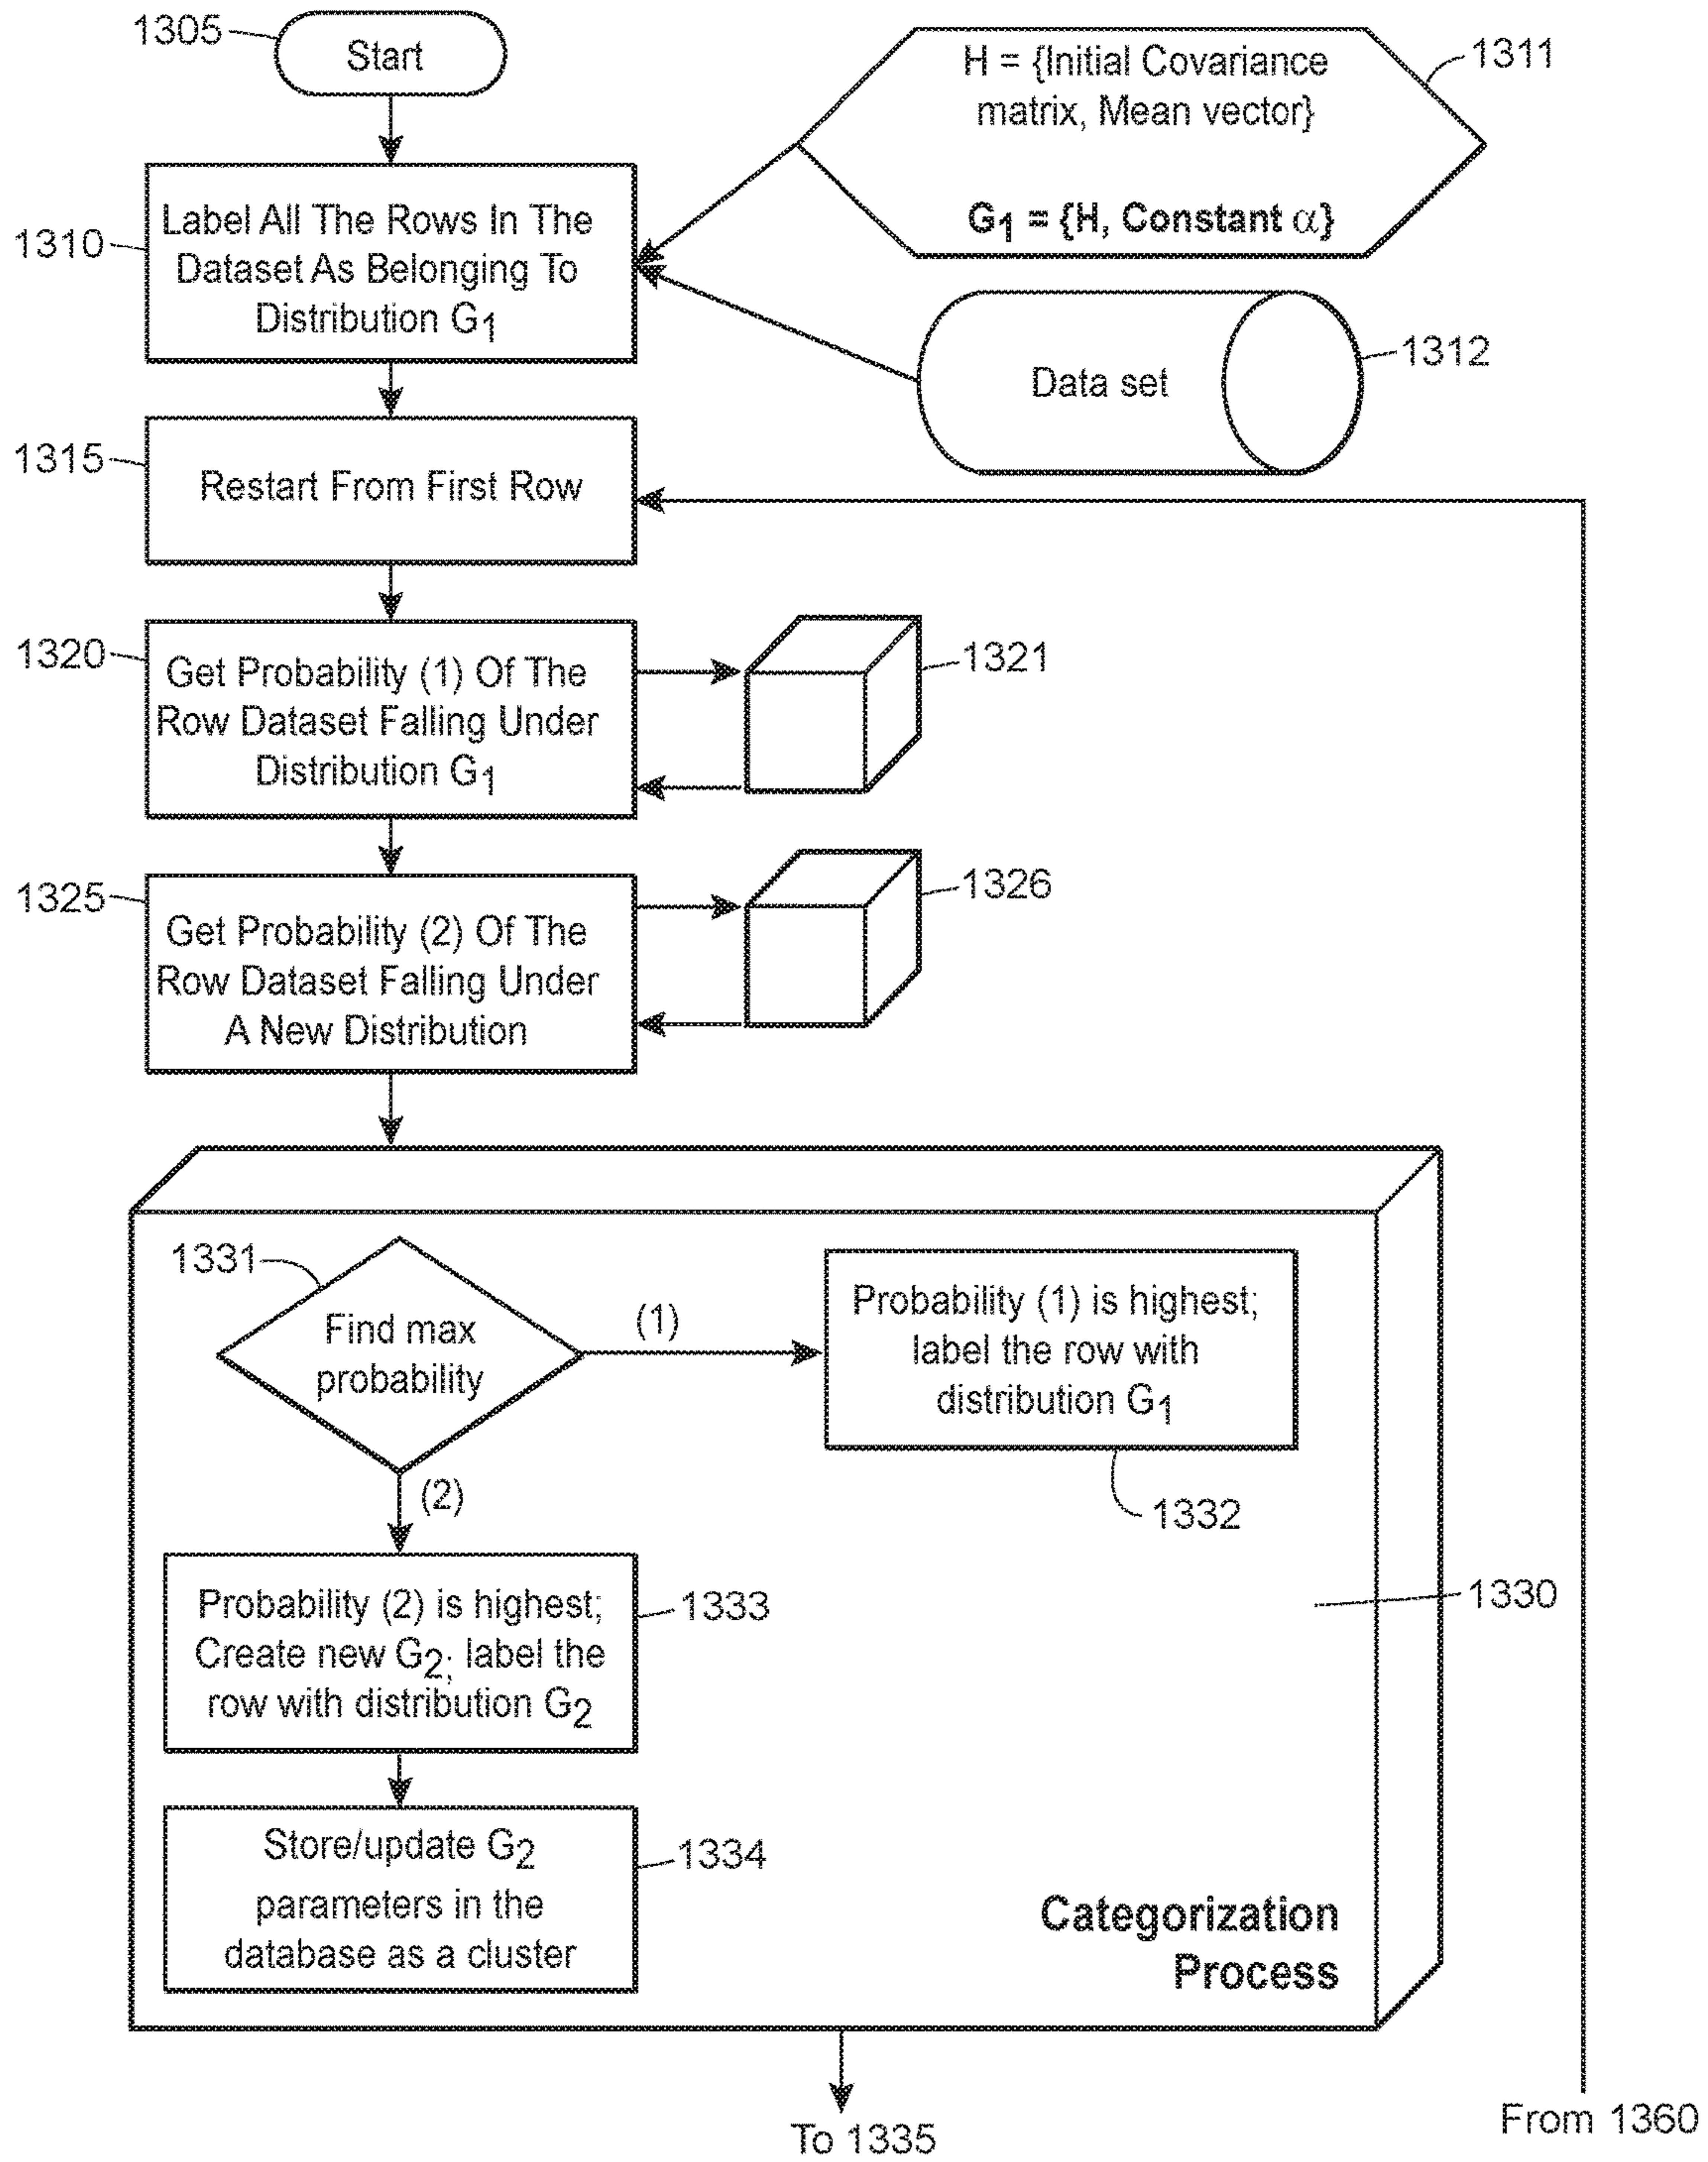 1305
Start
H = {Initial Covariance
matrix, Mean vector}
G1 = {H, Constant α}
1311
1310
Label All The Rows In The
Dataset As Belonging To
Distribution G1
Data set
1312
1315
Restart From First Row
1320
Get Probability (1) Of The
Row Dataset Falling Under
Distribution G1
1321
1325
Get Probability (2) Of The
Row Dataset Falling Under
A New Distribution
1326
1331
Find max
probability
(1)
Probability (1) is highest;
label the row with
distribution G1
1332
(2)
Probability (2) is highest;
Create new G2; label the
row with distribution G2
1333
1330
Store/update G2
parameters in the
database as a cluster
1334
Categorization
Process
To 1335
From 1360